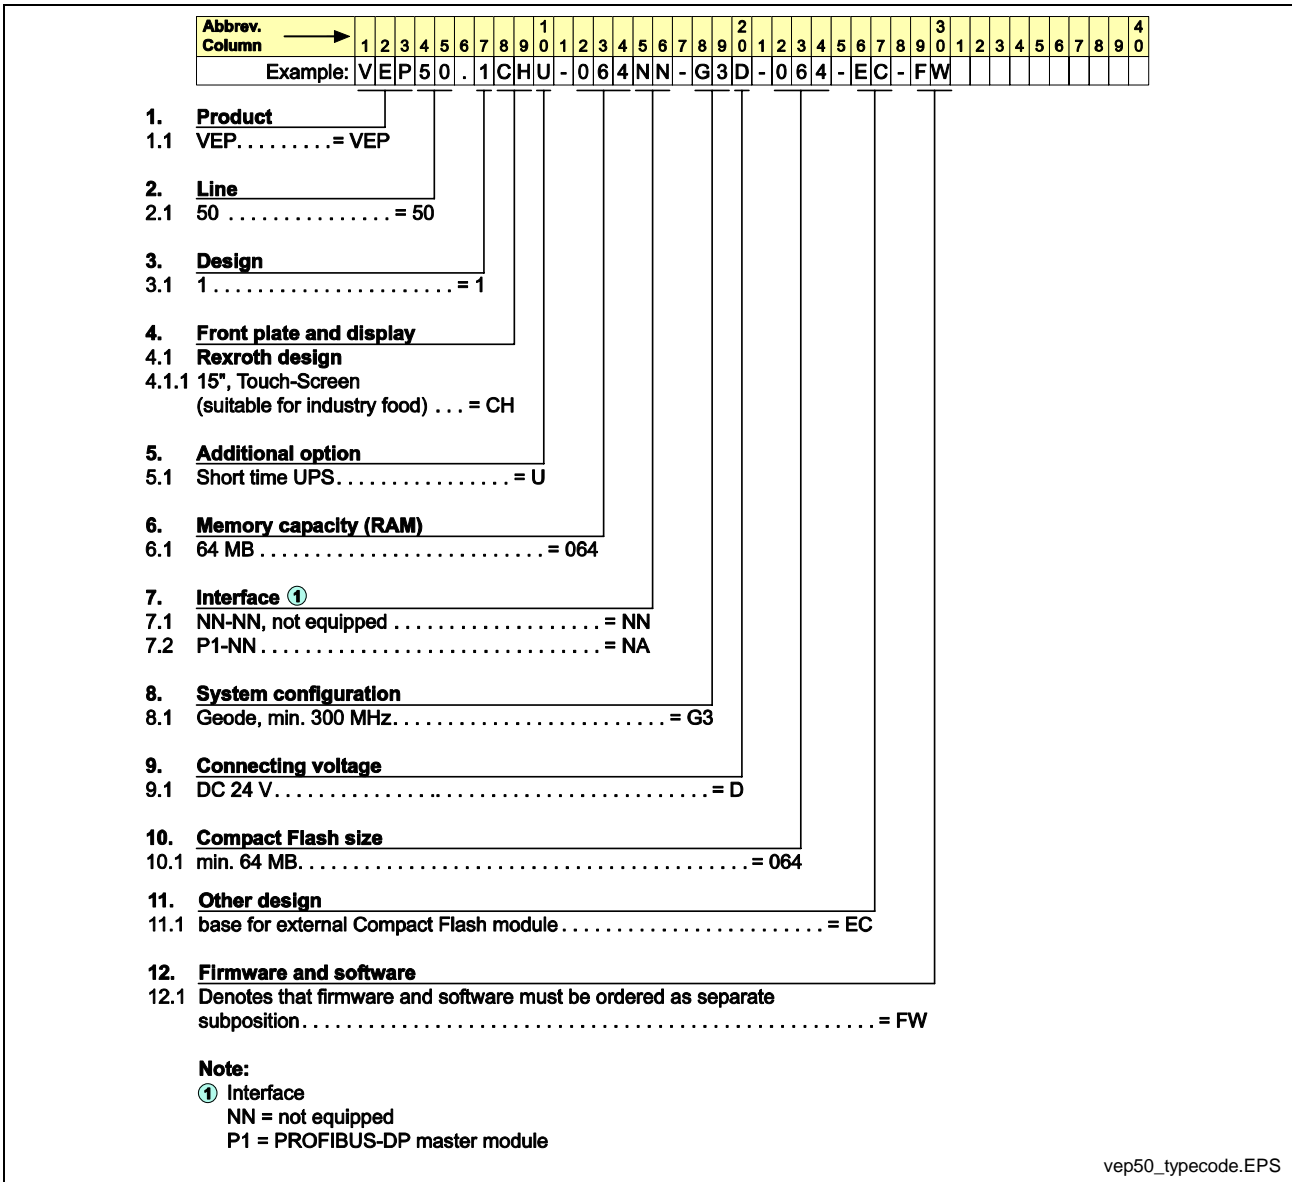 Abbrev. 1 2 3 4
Column 1 2 3 4 5 6 7 8 9 0 1 2 3 4 5 6 7 8 9 0 1 2 3 4 5 6 7 8 9 0 1 2 3 4 5 6 7 8 9 0
Example: V E P 5 0 . 1 C H U - 0 6 4 N N - G 3 D - 0 6 4 - E C - F W
1. Product
1.1 VEP. . . . . . . . . = VEP
2. Line
2.1 50 . . . . . . . . . . . . . . . = 50
3. Design
3.1 1 . . . . . . . . . . . . . . . . . . . . . . = 1
4. Front plate and display
4.1 Rexroth design
4.1.1 15", Touch-Screen
(suitable for industry food) . . . = CH
5. Additional option
5.1 Short time UPS. . . . . . . . . . . . . . . . = U
6. Memory capacity (RAM)
6.1 64 MB . . . . . . . . . . . . . . . . . . . . . . . . . . = 064
7. Interface ①
7.1 NN-NN, not equipped . . . . . . . . . . . . . . . . . . . = NN
7.2 P1-NN . . . . . . . . . . . . . . . . . . . . . . . . . . . . . . . = NA
8. System configuration
8.1 Geode, min. 300 MHz. . . . . . . . . . . . . . . . . . . . . . . . . = G3
9. Connecting voltage
9.1 DC 24 V. . . . . . . . . . . . . . .. . . . . . . . . . . . . . . . . . . . . . . . . . = D
10. Compact Flash size
10.1 min. 64 MB. . . . . . . . . . . . . . . . . . . . . . . . . . . . . . . . . . . . . . . . . = 064
11. Other design
11.1 base for external Compact Flash module . . . . . . . . . . . . . . . . . . . . . . . . = EC
12. Firmware and software
12.1 Denotes that firmware and software must be ordered as separate
subposition . . . . . . . . . . . . . . . . . . . . . . . . . . . . . . . . . . . . . . . . . . . . . . . . . . . . = FW
Note:
① Interface
NN = not equipped
P1 = PROFIBUS-DP master module
vep50_typecode.EPS